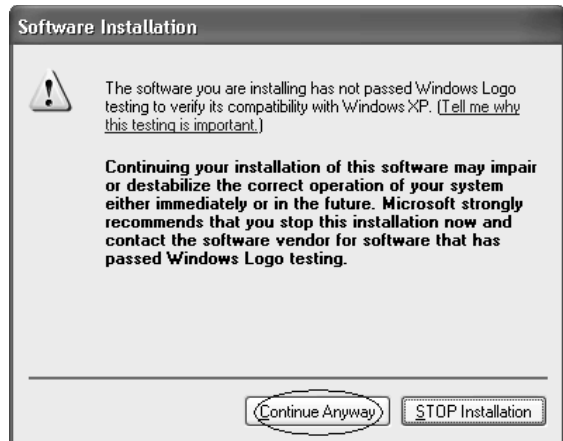 Software Installation
The software you are installing has not passed Windows Logo
testing to verify its compatibility with Windows XP. (Tell me why
this testing is important.)
Continuing your installation of this software may impair
or destabilize the correct operation of your system
either immediately or in the future. Microsoft strongly
recommends that you stop this installation now and
contact the software vendor for software that has
passed Windows Logo testing.
Continue Anyway
STOP Installation